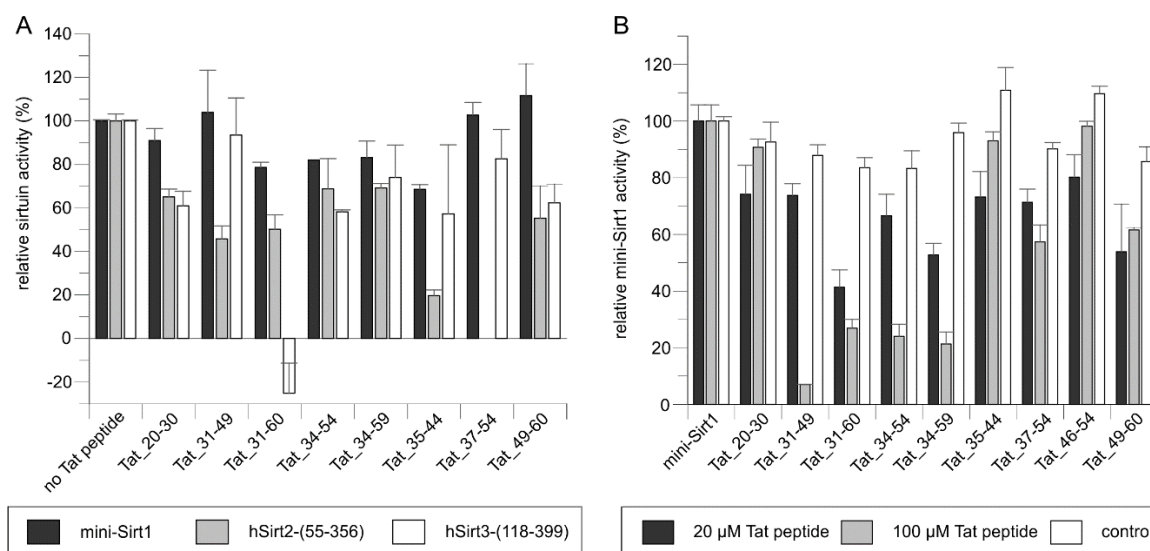 A
relative sirtuin activity (%)
140
120
100
80
60
40
20
0
-20
no Tat peptide
Tat_20-30
Tat_31-49
Tat_31-60
Tat_34-54
Tat_34-59
Tat_35-44
Tat_37-54
Tat_49-60
mini-Sirt1
hSirt2-(55-356)
hSirt3-(118-399)
B
relative mini-Sirt1 activity (%)
120
100
80
60
40
20
0
mini-Sirt1
Tat_20-30
Tat_31-49
Tat_31-60
Tat_34-54
Tat_34-59
Tat_35-44
Tat_37-54
Tat_46-54
Tat_49-60
20 µM Tat peptide
100 µM Tat peptide
control